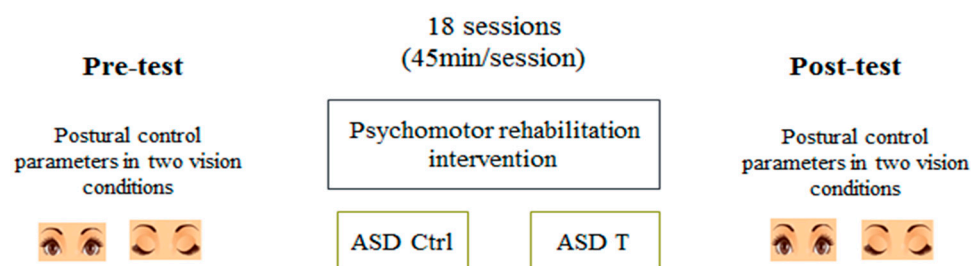 Pre-test
Postural control
parameters in two vision
conditions
18 sessions
(45min/session)
Psychomotor rehabilitation
intervention
ASD Ctrl
ASD T
Post-test
Postural control
parameters in two vision
conditions